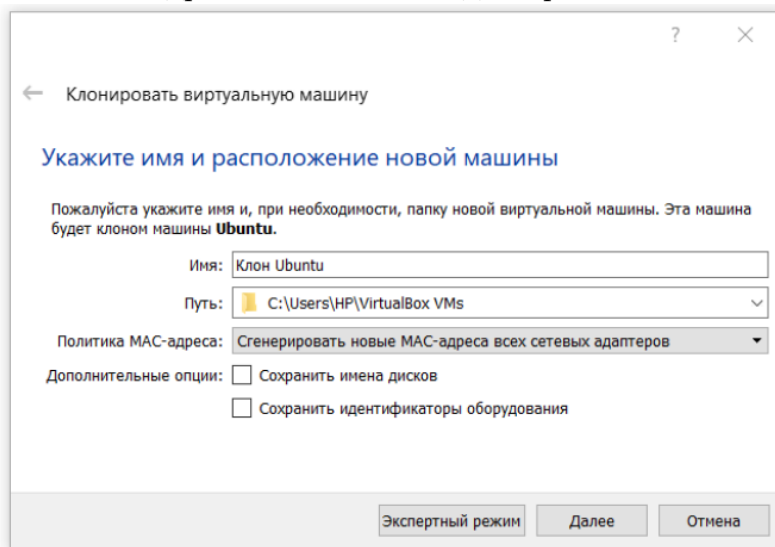 ?
Клонировать виртуальную машину
Укажите имя и расположение новой машины
Пожалуйста укажите имя и, при необходимости, папку новой виртуальной машины. Эта машина
будет клоном машины Ubuntu.
Имя: Клон Ubuntu
Путь: C:\Users\HP\VirtualBox VMs
Политика MAC-адреса: Сгенерировать новые MAC-адреса всех сетевых адаптеров
Дополнительные опции: Сохранить имена дисков
Сохранить идентификаторы оборудования
Экспертный режим Далее Отмена